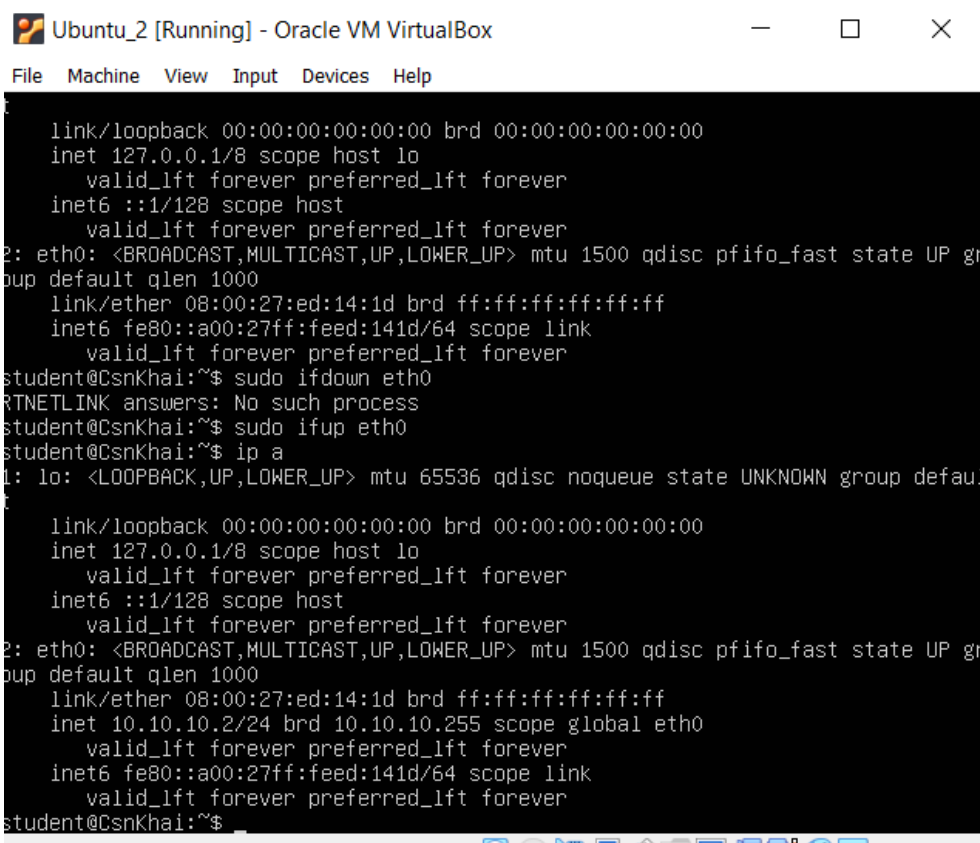 Ubuntu_2 [Running] - Oracle VM VirtualBox
File Machine View Input Devices Help
t
link/loopback 00:00:00:00:00:00 brd 00:00:00:00:00:00
inet 127.0.0.1/8 scope host lo
valid_lft forever preferred_lft forever
inet6 ::1/128 scope host
valid_lft forever preferred_lft forever
2: eth0: <BROADCAST,MULTICAST,UP,LOWER_UP> mtu 1500 qdisc pfifo_fast state UP gr
oup default qlen 1000
link/ether 08:00:27:ed:14:1d brd ff:ff:ff:ff:ff:ff
inet6 fe80::a00:27ff:feed:141d/64 scope link
valid_lft forever preferred_lft forever
student@CsnKhai:~$ sudo ifdown eth0
RTNETLINK answers: No such process
student@CsnKhai:~$ sudo ifup eth0
student@CsnKhai:~$ ip a
1: lo: <LOOPBACK,UP,LOWER_UP> mtu 65536 qdisc noqueue state UNKNOWN group defaul
t
link/loopback 00:00:00:00:00:00 brd 00:00:00:00:00:00
inet 127.0.0.1/8 scope host lo
valid_lft forever preferred_lft forever
inet6 ::1/128 scope host
valid_lft forever preferred_lft forever
2: eth0: <BROADCAST,MULTICAST,UP,LOWER_UP> mtu 1500 qdisc pfifo_fast state UP gr
oup default qlen 1000
link/ether 08:00:27:ed:14:1d brd ff:ff:ff:ff:ff:ff
inet 10.10.10.2/24 brd 10.10.10.255 scope global eth0
valid_lft forever preferred_lft forever
inet6 fe80::a00:27ff:feed:141d/64 scope link
valid_lft forever preferred_lft forever
student@CsnKhai:~$ _